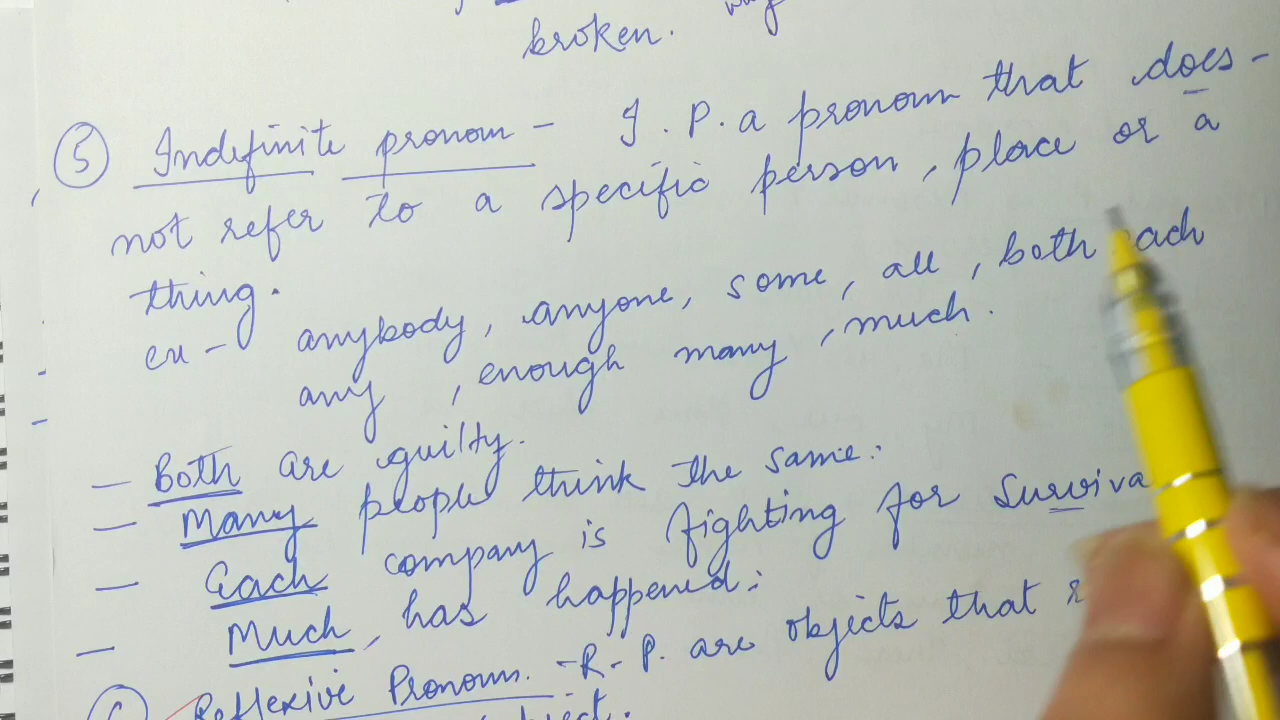 broken.
5 Indefinite pronoun - I. P. a pronoun that does-
not refer to a specific person, place or a
thing.
ex - anybody, anyone, some, all, both each
any , enough many , much.
- Both are guilty.
- Many people think the same.
- Each company is fighting for Surviva
- Much, has happened.
6 Reflexive Pronoun. - R. P. are objects that r